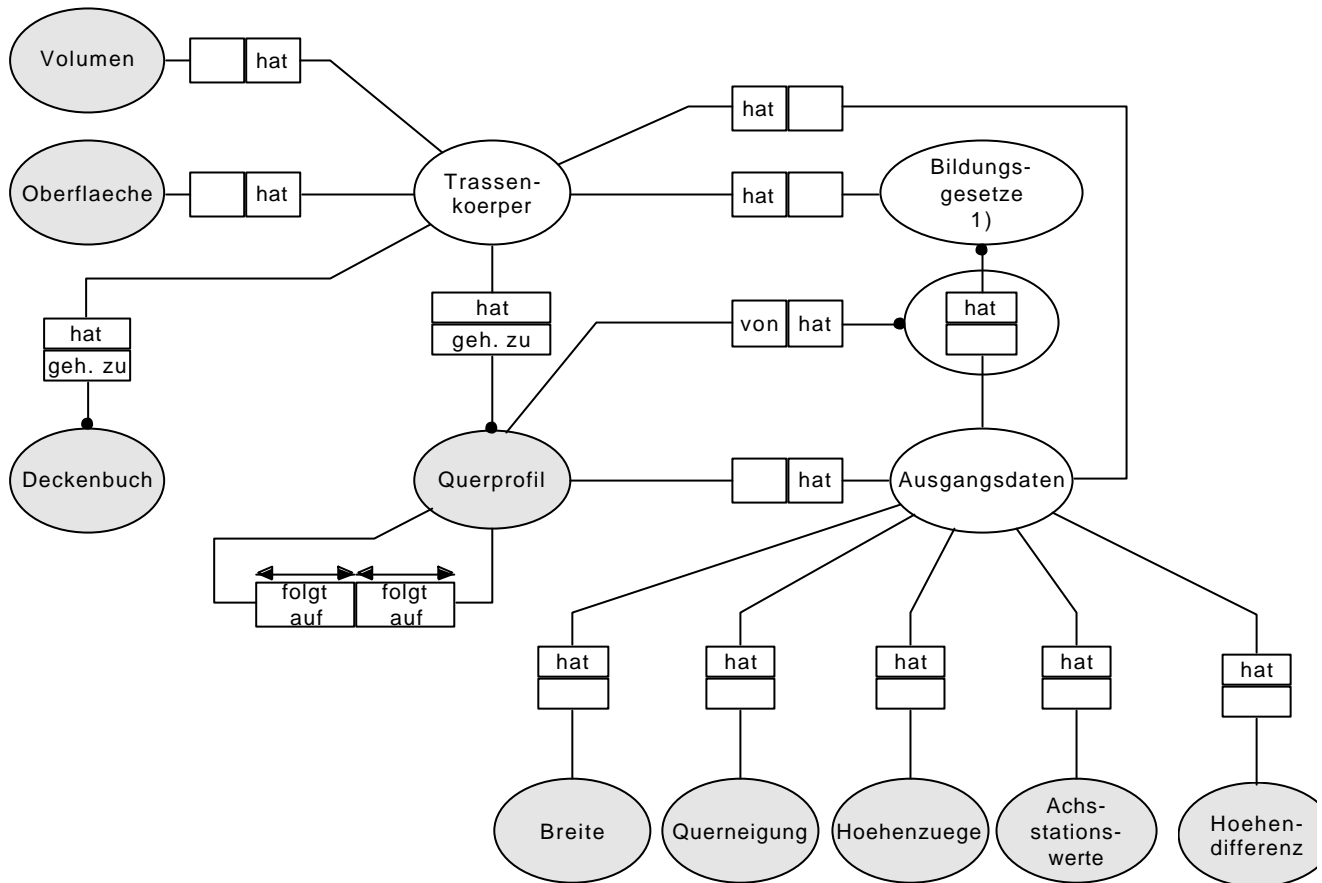 Volumen
hat
hat
Oberflaeche
hat
Trassen-
koerper
hat
Bildungs-
gesetze
1)
hat
geh. zu
hat
geh. zu
von hat
hat
Deckenbuch
Querprofil
hat
Ausgangsdaten
folgt
auf
folgt
auf
hat
hat
hat
hat
hat
Breite
Querneigung
Hoehenzuege
Achs-
stations-
werte
Hoehen-
differenz